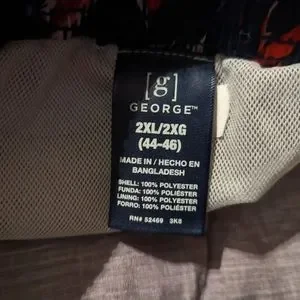 [g]
GEORGE™
2XL/2XG
(44-46)
MADE IN / HECHO EN
BANGLADESH
SHELL: 100% POLYESTER
FUNDA: 100% POLIÉSTER
LINING: 100% POLYESTER
FORRO: 100% POLIÉSTER
RN# 52469 3K8